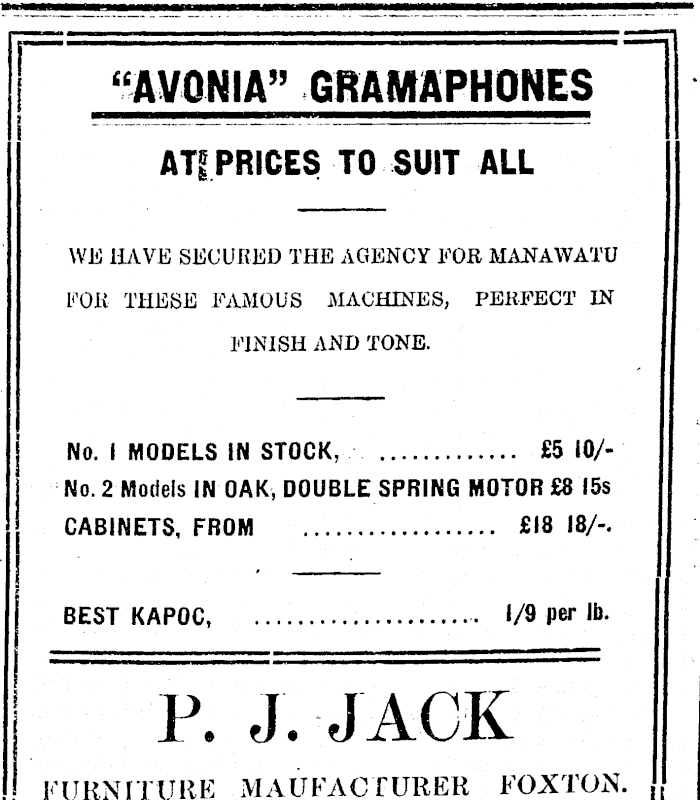 "AVONIA" GRAMAPHONES
AT PRICES TO SUIT ALL
WE HAVE SECURED THE AGENCY FOR MANAWATU
FOR THESE FAMOUS MACHINES, PERFECT IN
FINISH AND TONE.
No. 1 MODELS IN STOCK, ............. £5 10/-
No. 2 Models IN OAK, DOUBLE SPRING MOTOR £8 15s
CABINETS, FROM .................. £18 18/-.
BEST KAPOC, ..................... 1/9 per lb.
P. J. JACK
FURNITURE MAUFACTURER FOXTON.